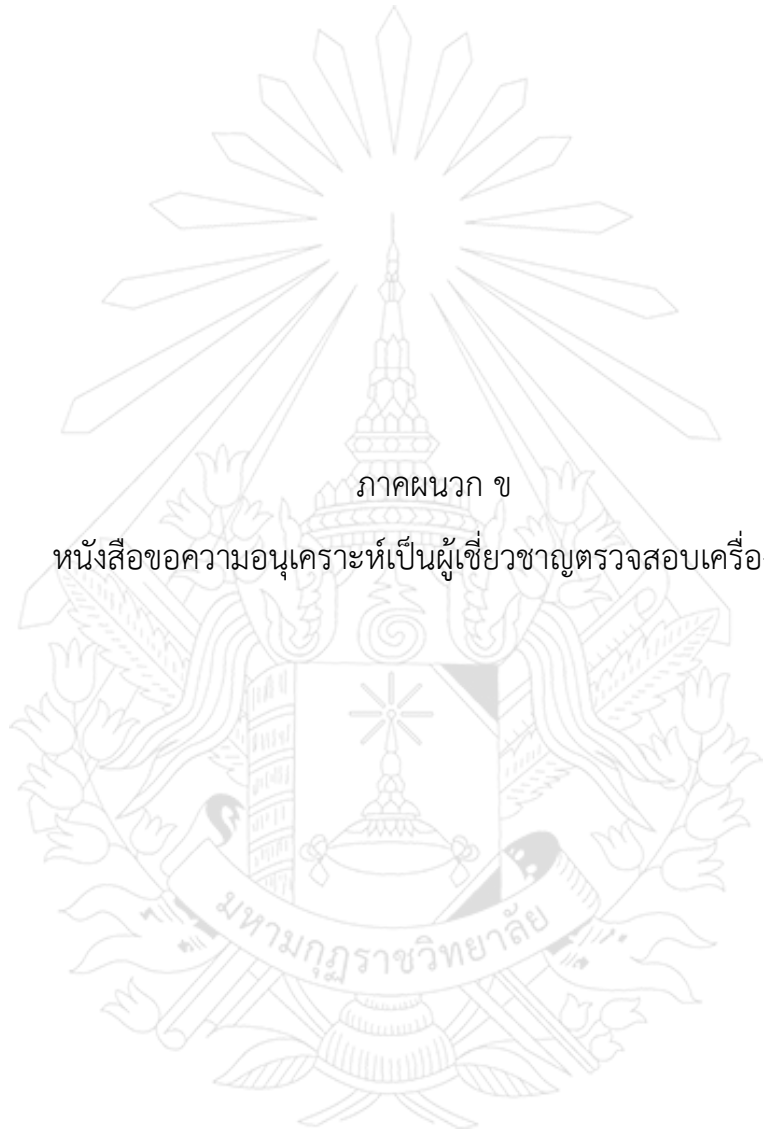 ภาคผนวก ข
หนังสือขอความอนุเคราะห์เป็นผู้เชี่ยวชาญตรวจสอบเครื่อ
มหามกุฏราชวิทยาลัย